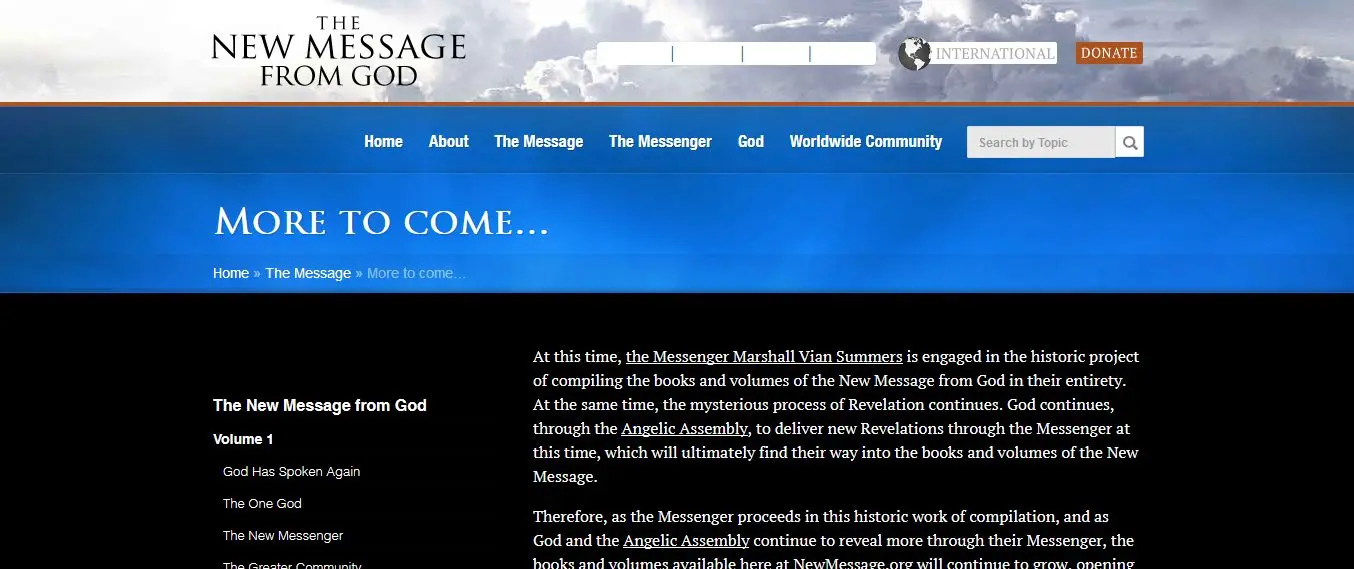 THE
NEW MESSAGE
FROM GOD
INTERNATIONAL
DONATE
Home
About
The Message
The Messenger
God
Worldwide Community
Search by Topic
More to come...
Home » The Message » More to come...
The New Message from God
Volume 1
God Has Spoken Again
The One God
The New Messenger
The Greater Community
At this time, the Messenger Marshall Vian Summers is engaged in the historic project
of compiling the books and volumes of the New Message from God in their entirety.
At the same time, the mysterious process of Revelation continues. God continues,
through the Angelic Assembly, to deliver new Revelations through the Messenger at
this time, which will ultimately find their way into the books and volumes of the New
Message.
Therefore, as the Messenger proceeds in this historic work of compilation, and as
God and the Angelic Assembly continue to reveal more through their Messenger, the
books and volumes available here at NewMessage.org will continue to grow, opening